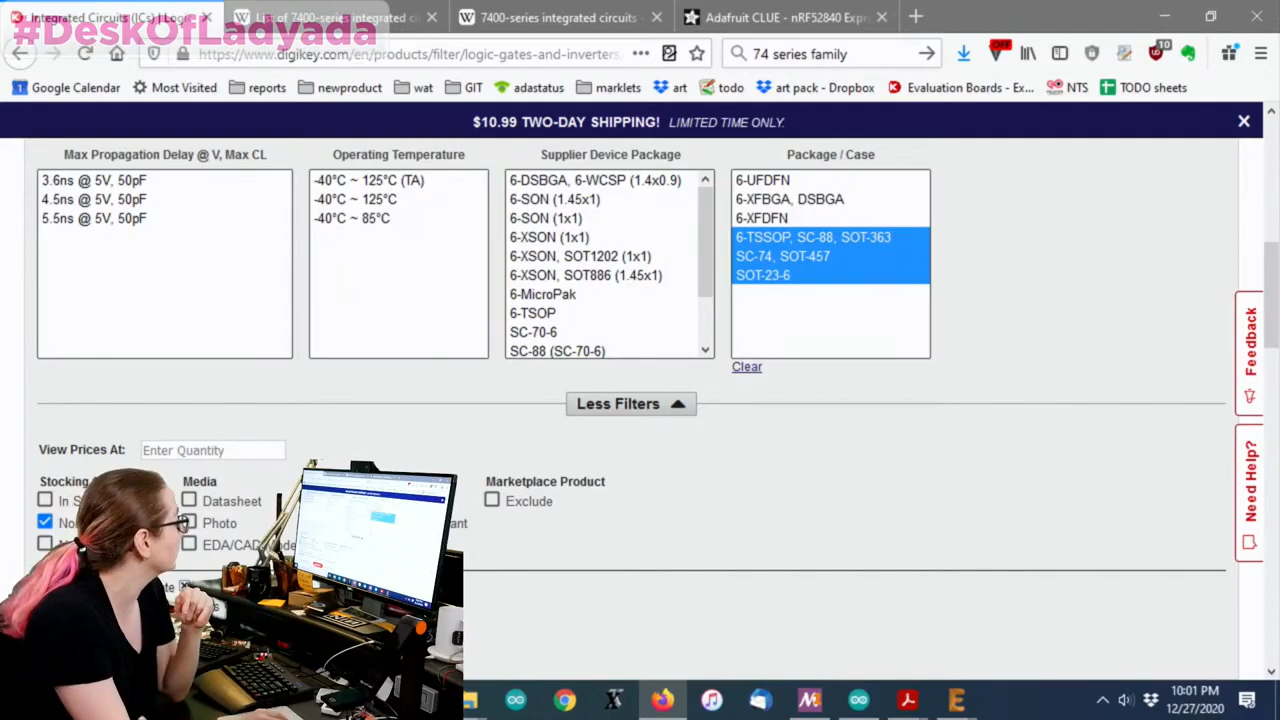 #DeskOfLadyada
Integrated Circuits (ICs) | Logi
List of 7400-series integrated ci
7400-series integrated circuits
Adafruit CLUE - nRF52840 Expr
https://www.digikey.com/en/products/filter/logic-gates-and-inverters,
74 series family
OFF
10
Google Calendar
Most Visited
reports
newproduct
wat
GIT
adastatus
marklets
art
todo
art pack - Dropbox
Evaluation Boards - Ex...
NTS
TODO sheets
$10.99 TWO-DAY SHIPPING! LIMITED TIME ONLY.
Max Propagation Delay @ V, Max CL
3.6ns @ 5V, 50pF
4.5ns @ 5V, 50pF
5.5ns @ 5V, 50pF
Operating Temperature
-40°C ~ 125°C (TA)
-40°C ~ 125°C
-40°C ~ 85°C
Supplier Device Package
6-DSBGA, 6-WCSP (1.4x0.9)
6-SON (1.45x1)
6-SON (1x1)
6-XSON (1x1)
6-XSON, SOT1202 (1x1)
6-XSON, SOT886 (1.45x1)
6-MicroPak
6-TSOP
SC-70-6
SC-88 (SC-70-6)
Package / Case
6-UFDFN
6-XFBGA, DSBGA
6-XFDFN
6-TSSOP, SC-88, SOT-363
SC-74, SOT-457
SOT-23-6
Clear
Less Filters
Feedback
Need Help?
View Prices At:
Enter Quantity
Stocking
In S
No
Media
Datasheet
Photo
EDA/CAD
Marketplace Product
Exclude
10:01 PM
12/27/2020